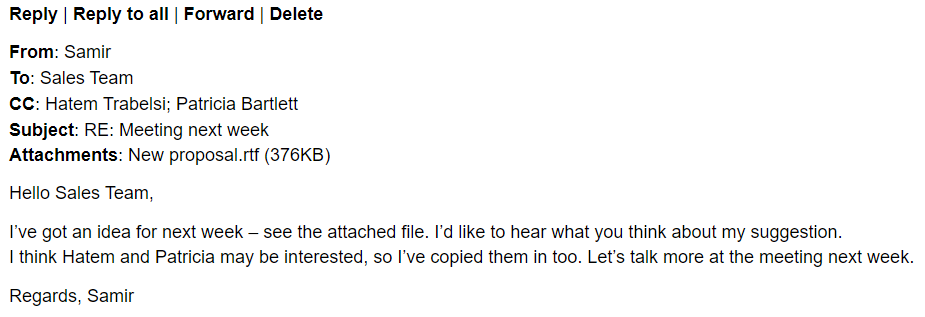 Reply | Reply to all | Forward | Delete
From: Samir
To: Sales Team
CC: Hatem Trabelsi; Patricia Bartlett
Subject: RE: Meeting next week
Attachments: New proposal.rtf (376KB)
Hello Sales Team,
I’ve got an idea for next week – see the attached file. I’d like to hear what you think about my suggestion.
I think Hatem and Patricia may be interested, so I’ve copied them in too. Let’s talk more at the meeting next week.
Regards, Samir